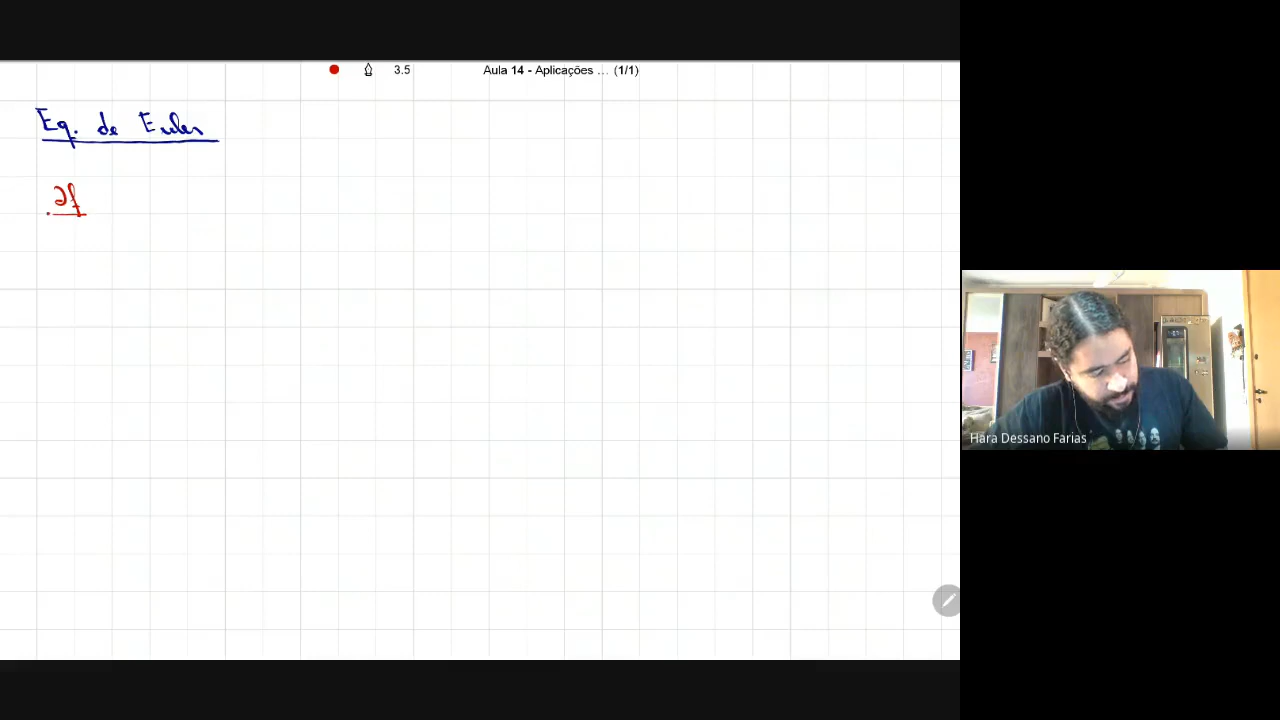 3.5 Aula 14 - Aplicações ... (1/1)
Eq. de Euler
∂f
Hara Dessano Farias